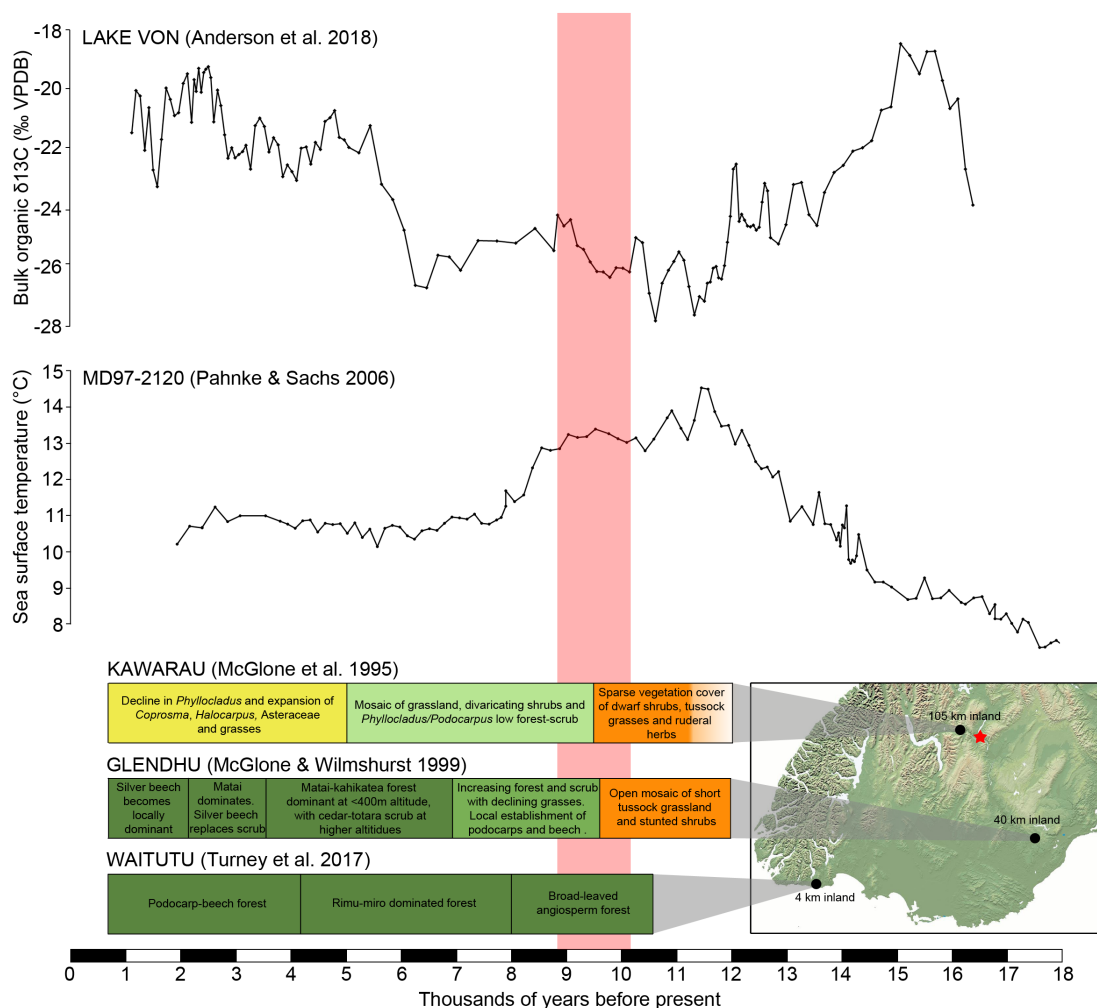 LAKE VON (Anderson et al. 2018)
Bulk organic δ13C (‰ VPDB)
-18
-20
-22
-24
-26
-28
MD97-2120 (Pahnke & Sachs 2006)
Sea surface temperature (°C)
15
14
13
12
11
10
9
8
KAWARAU (McGlone et al. 1995)
Decline in Phyllocladus and expansion of
Coprosma, Halocarpus, Asteraceae
and grasses
Mosaic of grassland, divaricating shrubs and
Phyllocladus/Podocarpus low forest-scrub
Sparse vegetation cover
of dwarf shrubs, tussock
grasses and ruderal
herbs
GLENDHU (McGlone & Wilmshurst 1999)
Silver beech
becomes
locally
dominant
Matai
dominates.
Silver beech
replaces scrub
Matai-kahikatea forest
dominant at <400m altitude,
with cedar-totara scrub at
higher altitidues
Increasing forest and scrub
with declining grasses.
Local establishment of
podocarps and beech .
Open mosaic of short
tussock grassland
and stunted shrubs
WAITUTU (Turney et al. 2017)
Podocarp-beech forest
Rimu-miro dominated forest
Broad-leaved
angiosperm forest
105 km inland
40 km inland
4 km inland
0 1 2 3 4 5 6 7 8 9 10 11 12 13 14 15 16 17 18
Thousands of years before present